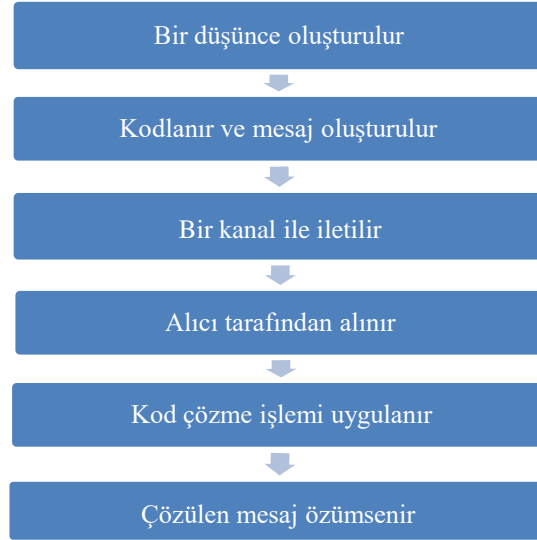 Bir düşünce oluşturulur
Kodlanır ve mesaj oluşturulur
Bir kanal ile iletilir
Alıcı tarafından alınır
Kod çözme işlemi uygulanır
Çözülen mesaj özümsenir